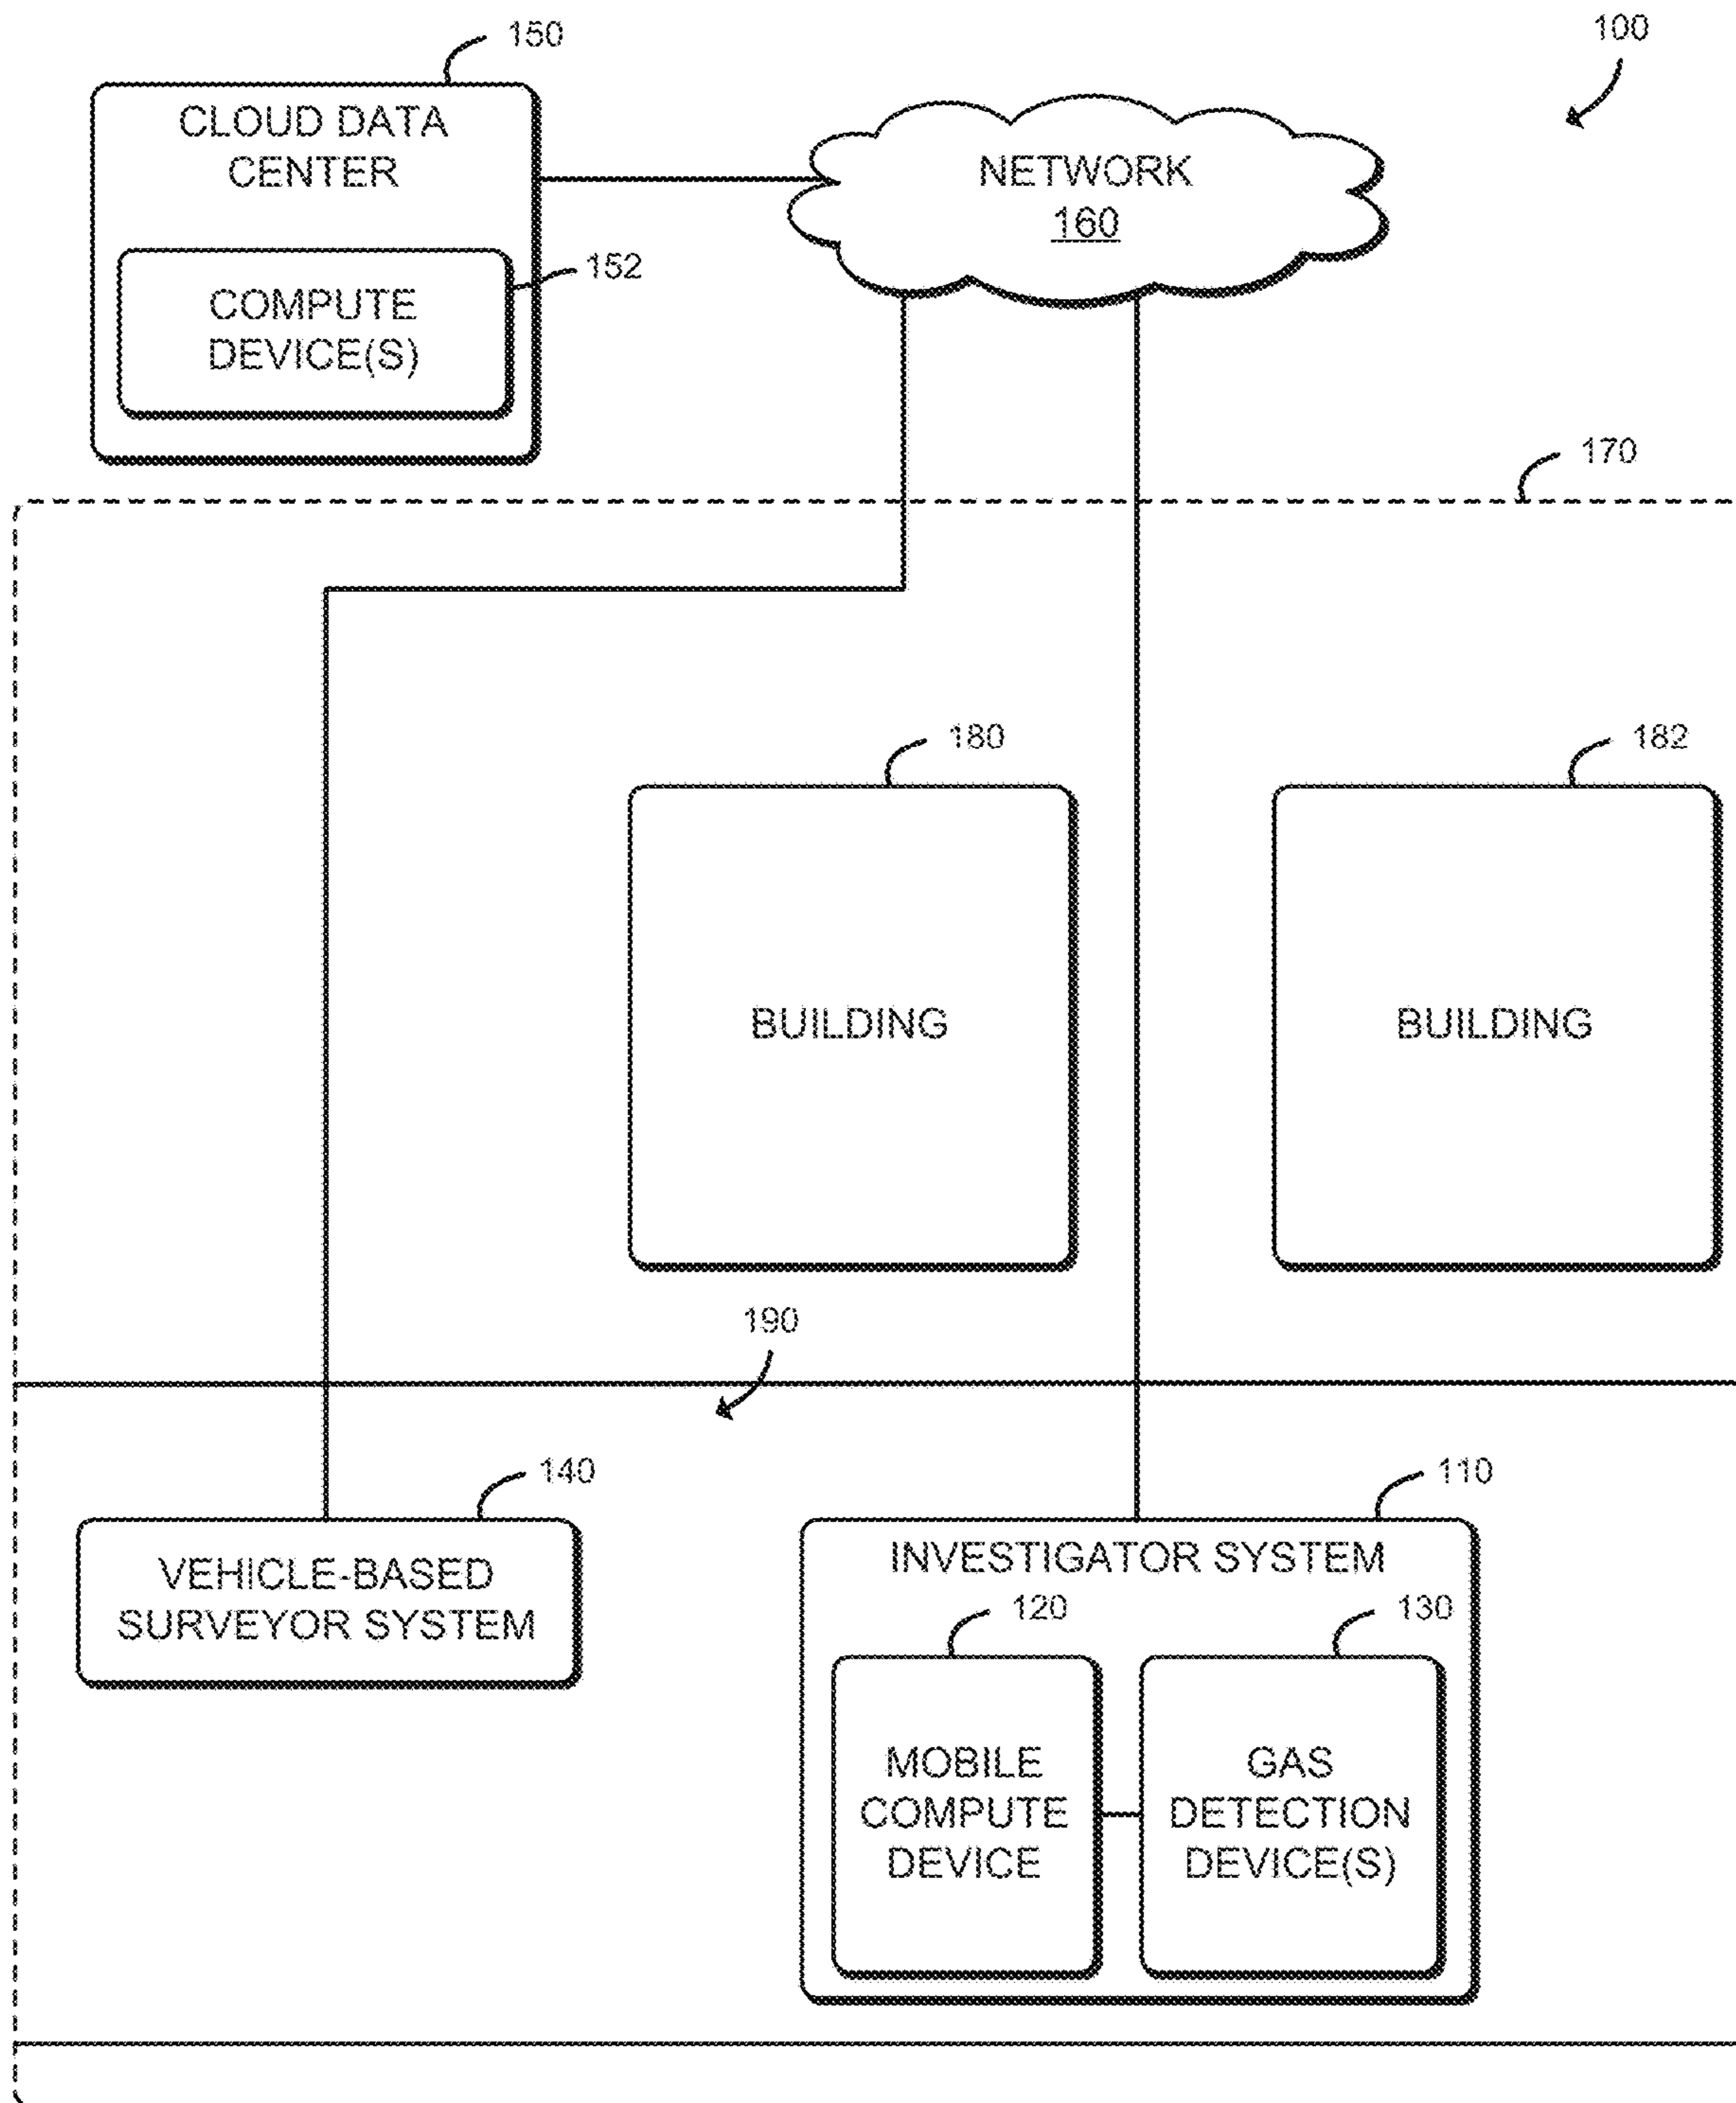 150
100
CLOUD DATA
CENTER
NETWORK
160
152
COMPUTE
DEVICE(S)
170
180
182
BUILDING
BUILDING
190
140
110
VEHICLE-BASED
SURVEYOR SYSTEM
INVESTIGATOR SYSTEM
120
130
MOBILE
COMPUTE
DEVICE
GAS
DETECTION
DEVICE(S)